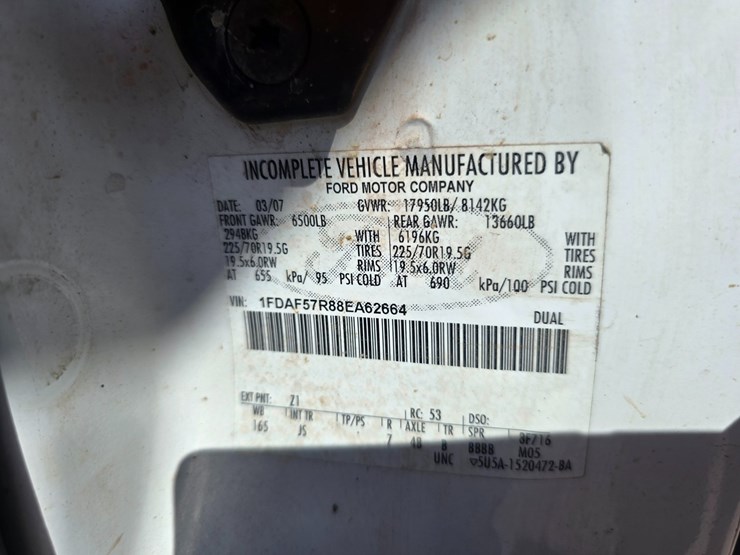 INCOMPLETE VEHICLE MANUFACTURED BY
FORD MOTOR COMPANY
DATE: 03/07 GVWR: 17950LB/ 8142KG
FRONT GAWR: 6500LB REAR GAWR: 13660LB
2948KG WITH 6196KG WITH
225/70R19.5G TIRES 225/70R19.5G TIRES
19.5x6.0RW RIMS 19.5x6.0RW RIMS
AT 655 kPa/ 95 PSI COLD AT 690 kPa/100 PSI COLD
VIN: 1FDAF57R88EA62664 DUAL
EXT PNT: Z1 RC: 53 DSO:
WB INT TR TP/PS R AXLE TR SPR 3F716
165 JS 7 48 B BBBB MOS
UNC 5U5A-1520472-BA